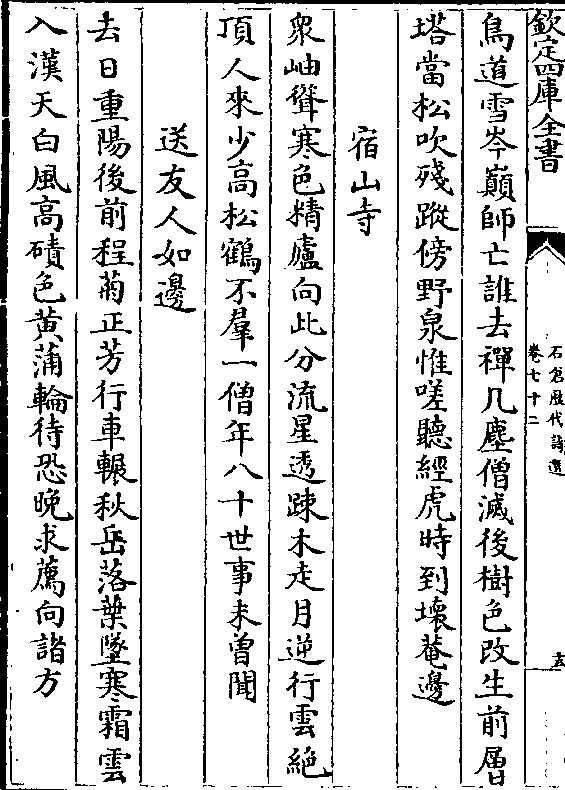 欽定四庫全書
石倉歷代詩選
卷七十二
鳥道雪岑巔師亡誰去禪几塵僧滅後樹色改生前層
塔當松吹殘蹤傍野泉惟嗟聽經虎時到壞菴邊
宿山寺
衆岫聳寒色精廬向此分流星透疎木走月逆行雲絶
頂人來少高松鶴不羣一僧年八十世事未曾聞
送友人如邊
去日重陽後前程菊正芳行車輾秋岳落葉墜寒霜雲
入漢天白風高磧色黄蒲輪待恐晚求薦向諸方